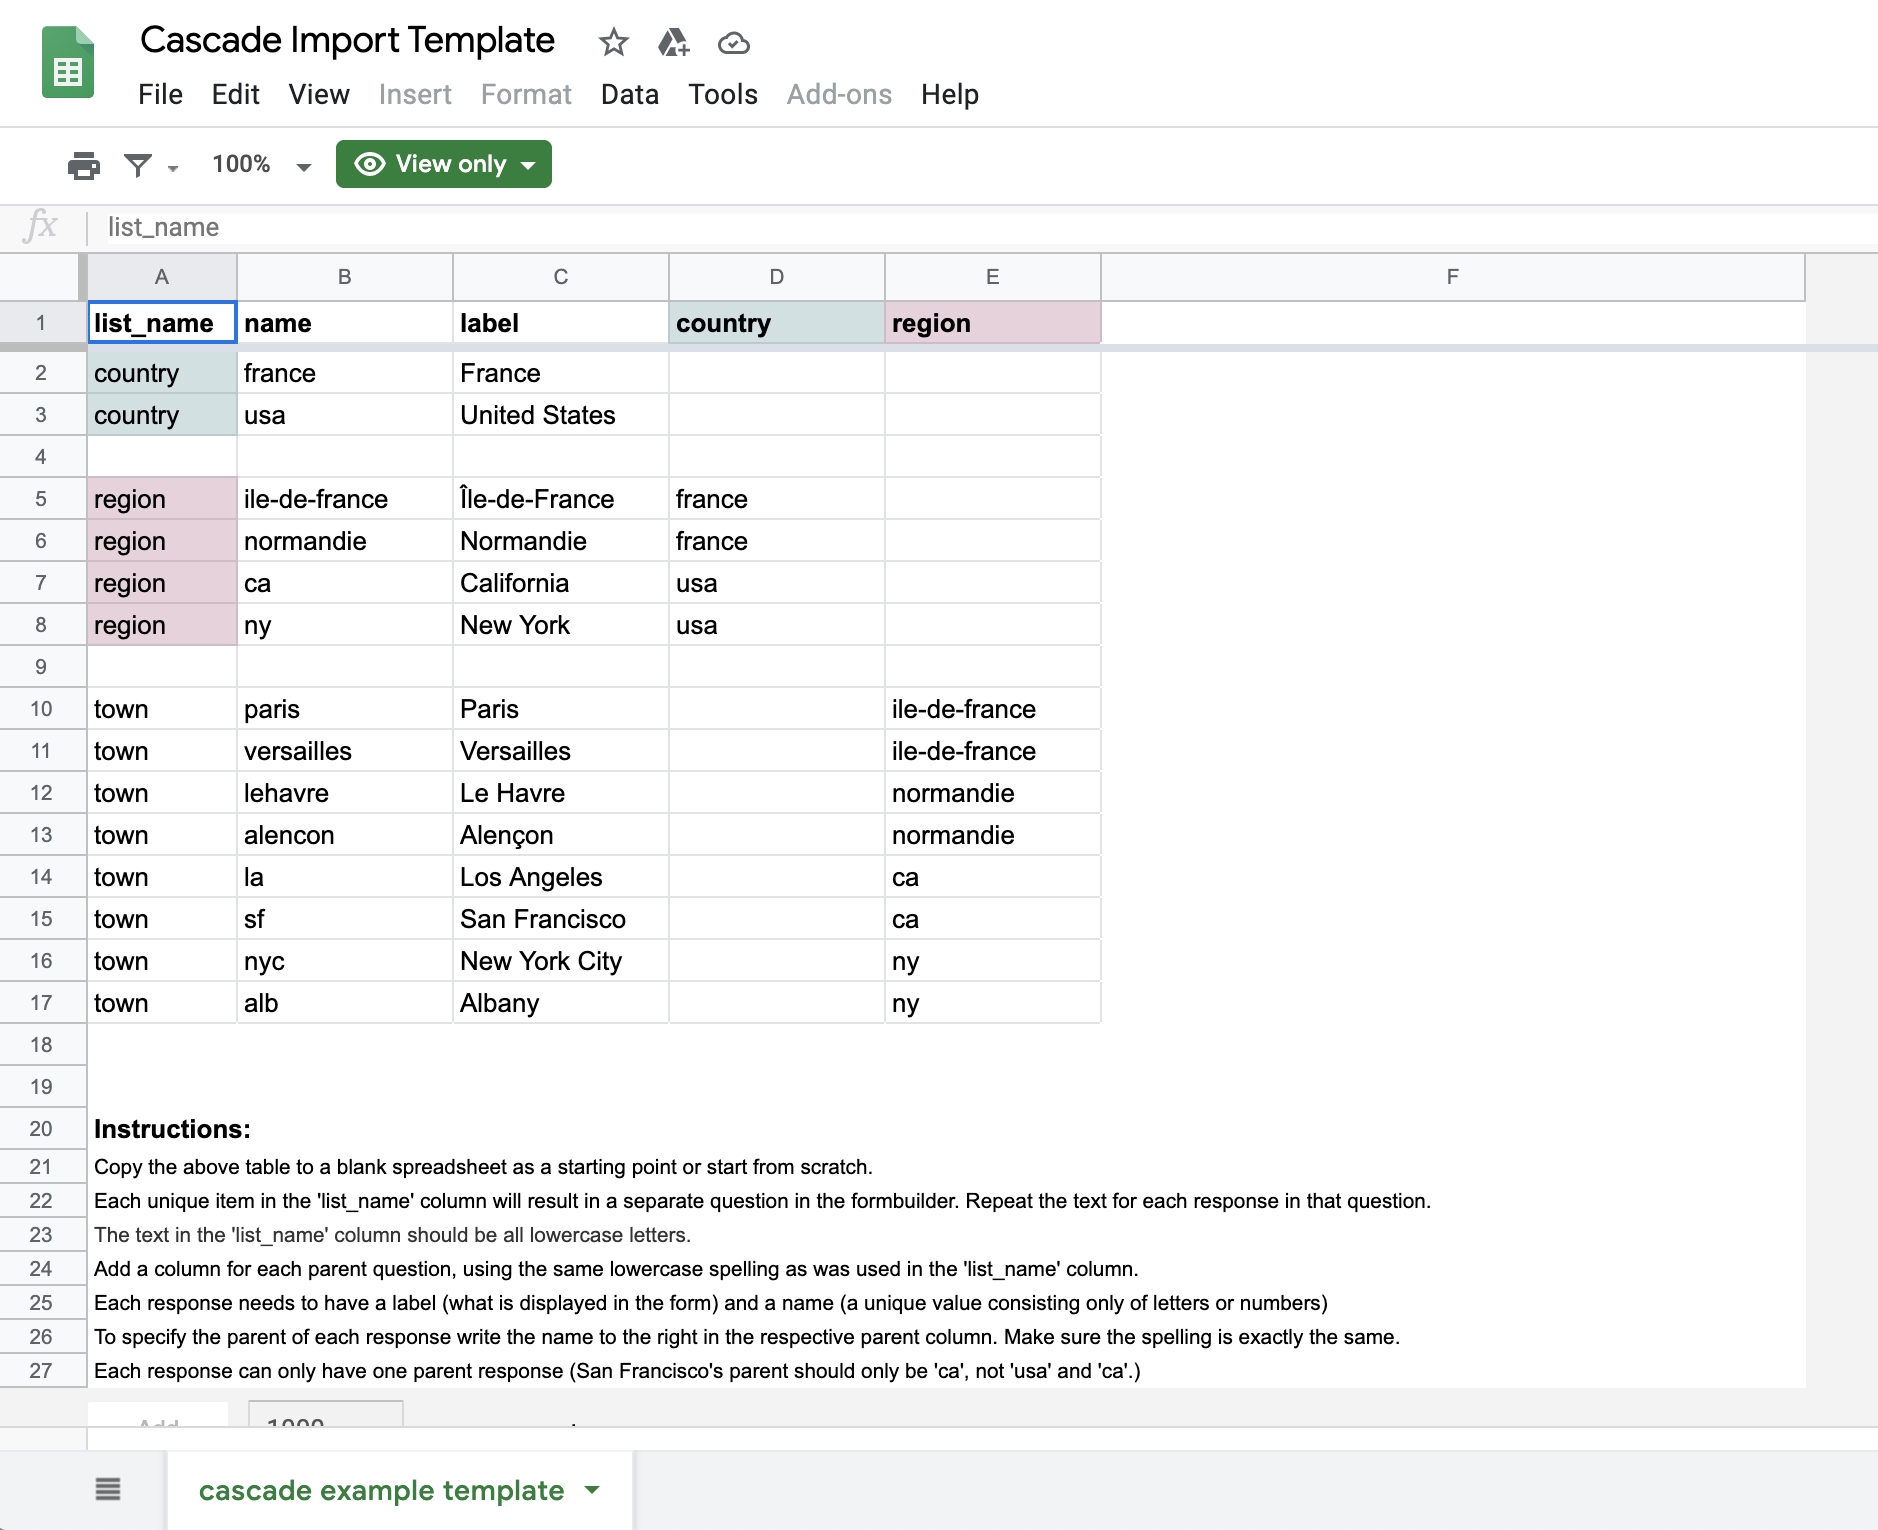 Cascade Import Template
File Edit View Insert Format Data Tools Add-ons Help
100% View only
fx list_name
A B C D E F
1 list_name name label country region
2 country france France
3 country usa United States
4
5 region ile-de-france Île-de-France france
6 region normandie Normandie france
7 region ca California usa
8 region ny New York usa
9
10 town paris Paris ile-de-france
11 town versailles Versailles ile-de-france
12 town lehavre Le Havre normandie
13 town alencon Alençon normandie
14 town la Los Angeles ca
15 town sf San Francisco ca
16 town nyc New York City ny
17 town alb Albany ny
18
19
20 Instructions:
21 Copy the above table to a blank spreadsheet as a starting point or start from scratch.
22 Each unique item in the 'list_name' column will result in a separate question in the formbuilder. Repeat the text for each response in that question.
23 The text in the 'list_name' column should be all lowercase letters.
24 Add a column for each parent question, using the same lowercase spelling as was used in the 'list_name' column.
25 Each response needs to have a label (what is displayed in the form) and a name (a unique value consisting only of letters or numbers)
26 To specify the parent of each response write the name to the right in the respective parent column. Make sure the spelling is exactly the same.
27 Each response can only have one parent response (San Francisco's parent should only be 'ca', not 'usa' and 'ca'.)
Add 1000
cascade example template